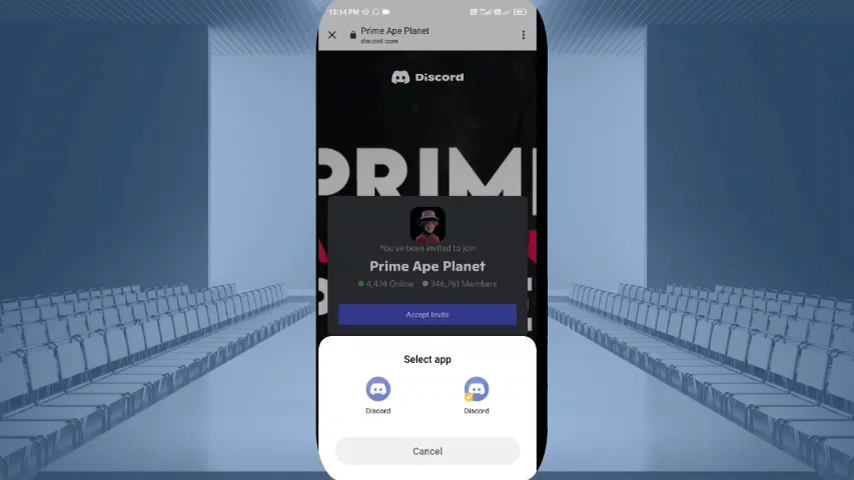 12:14 PM
Prime Ape Planet
discord.com
Discord
PRIME
You've been invited to join
Prime Ape Planet
4,474 Online 346,761 Members
Accept Invite
Select app
Discord Discord
Cancel